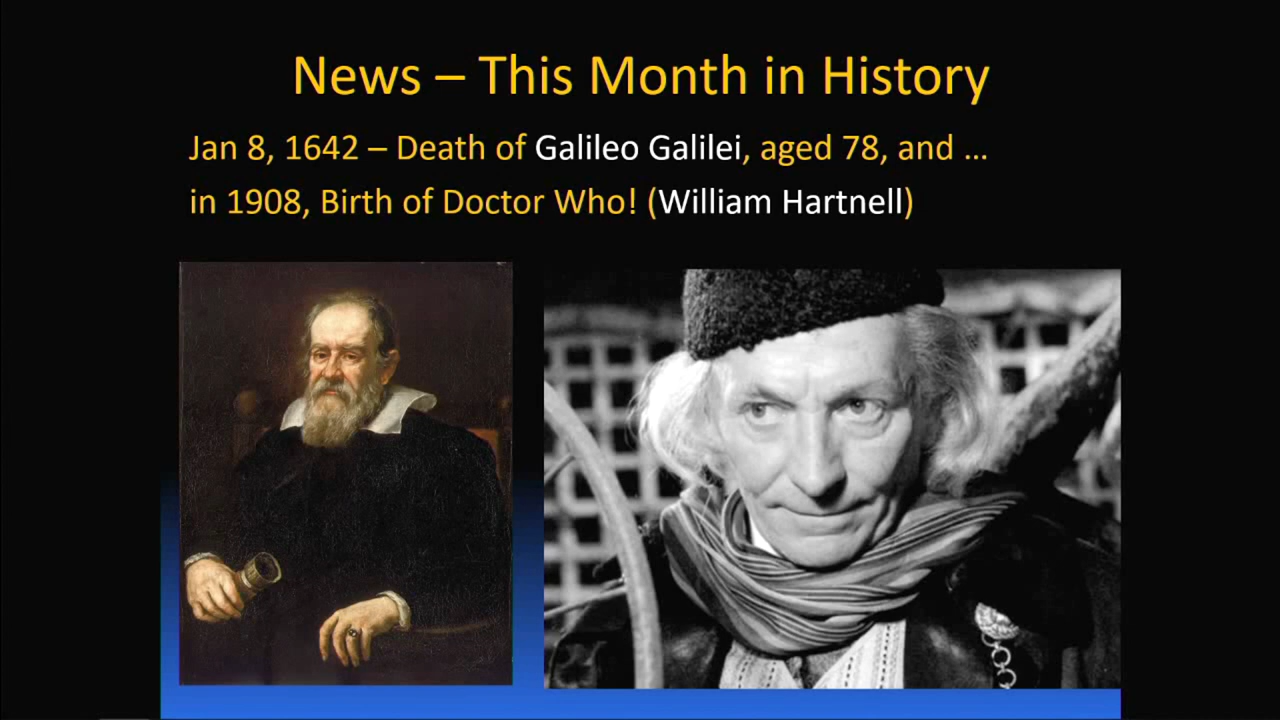 News – This Month in History
Jan 8, 1642 – Death of Galileo Galilei, aged 78, and …
in 1908, Birth of Doctor Who! (William Hartnell)